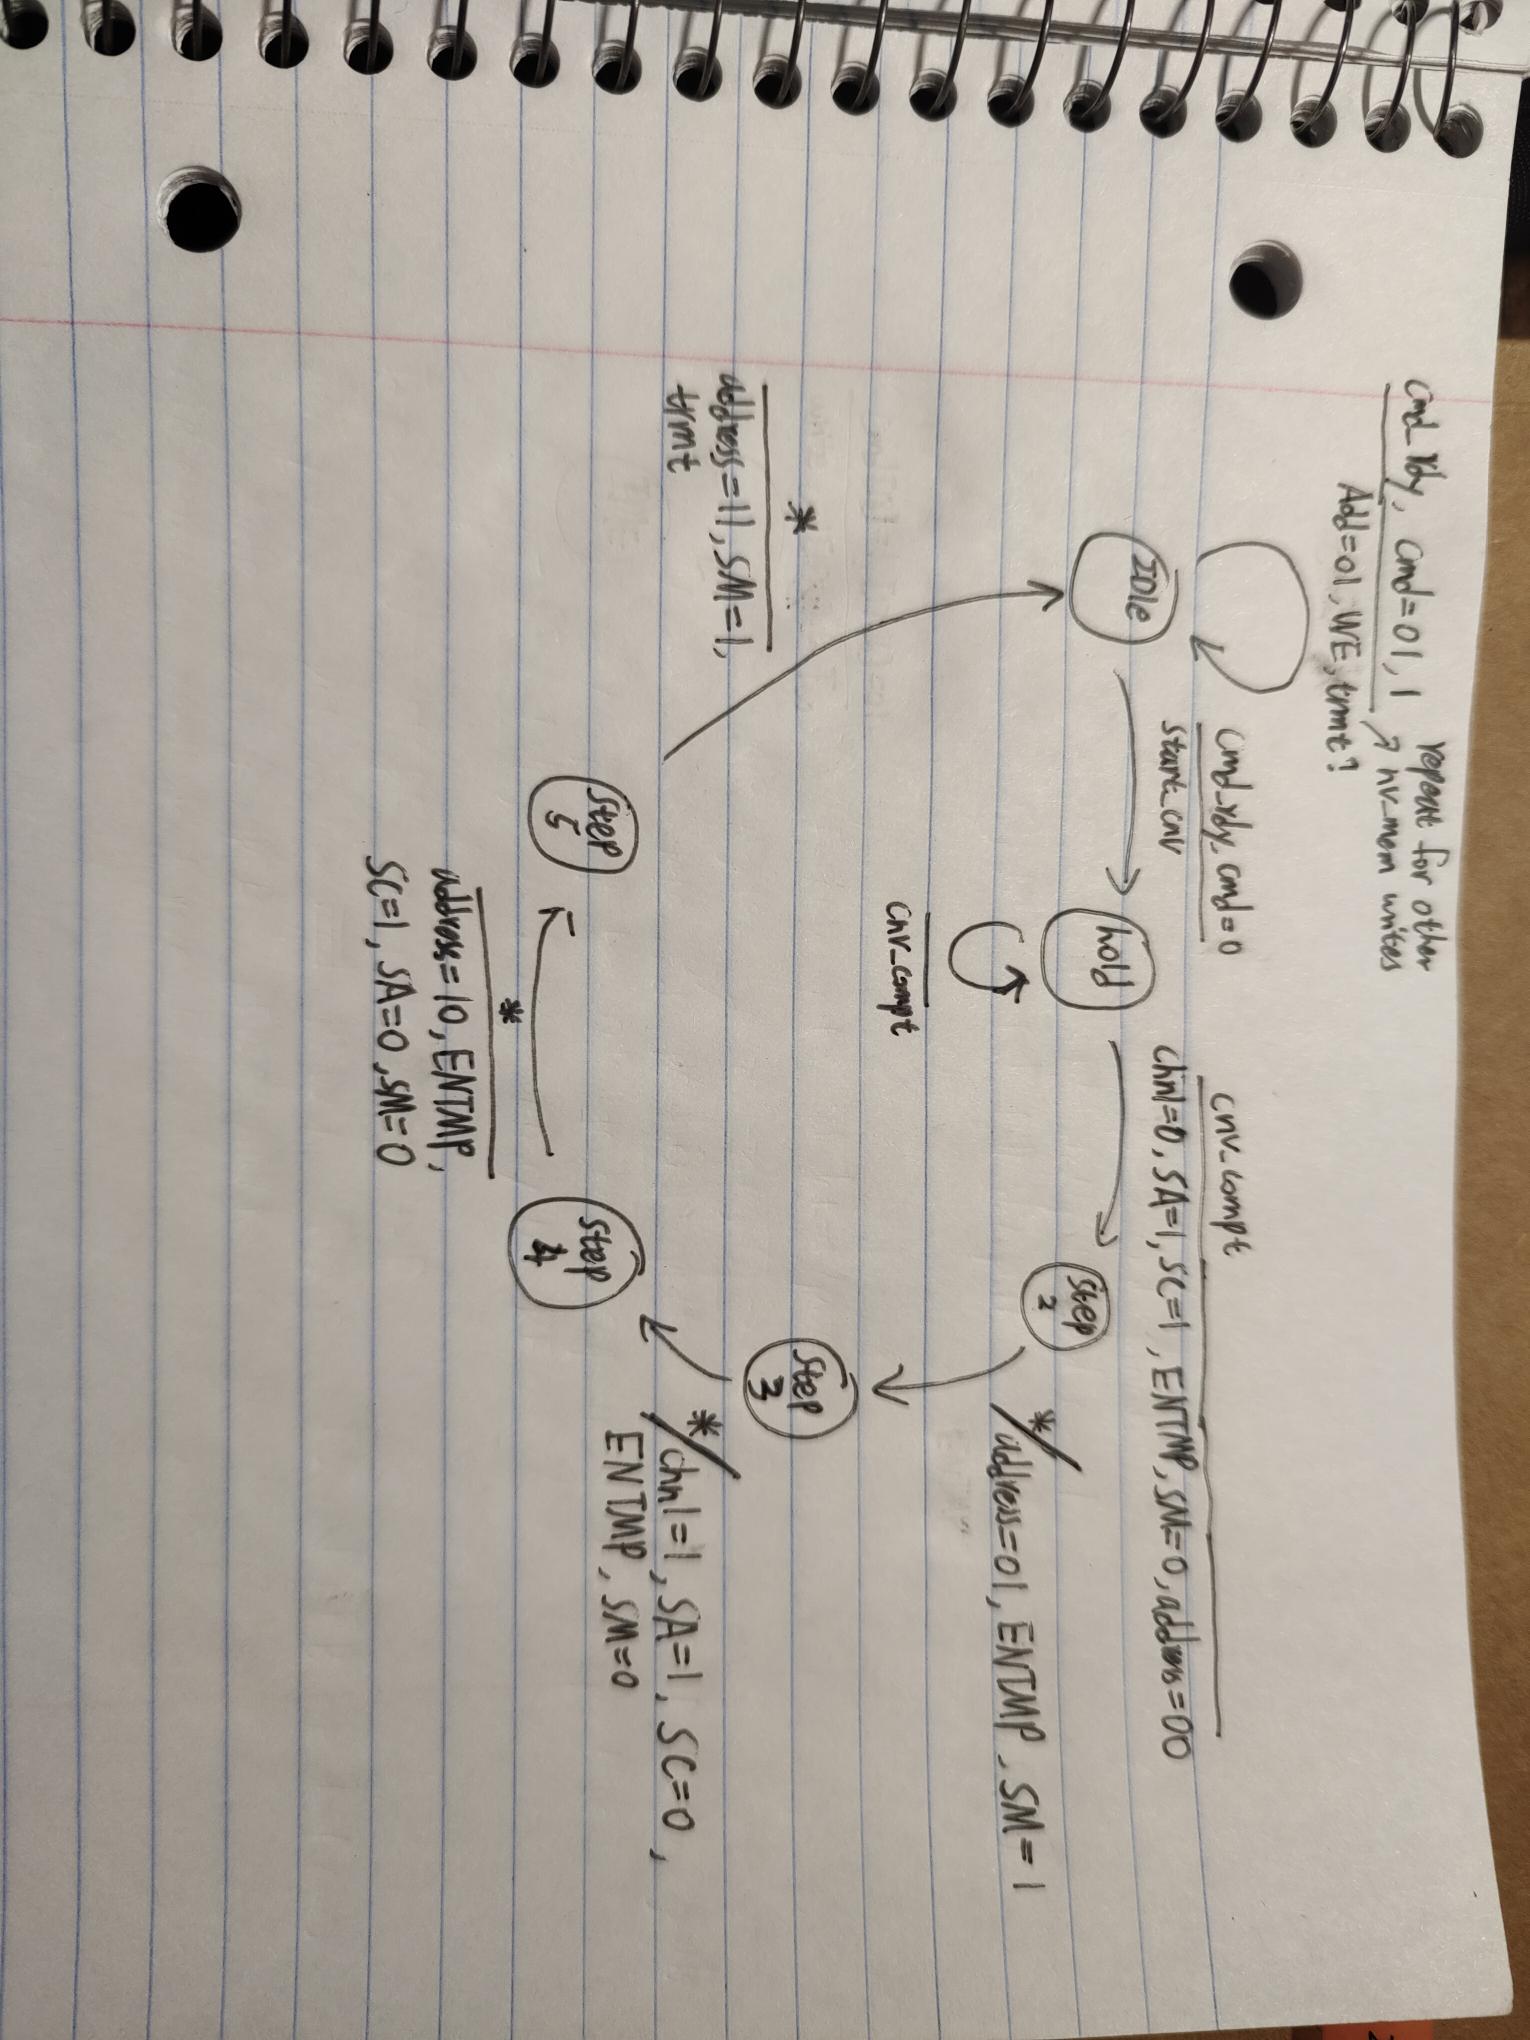 Cmd_rdy, cmd=01,1
repeat for other
nv_mem writes
Add=01, WE, trmt?
Cmd_rdy, cmd=0
start_cnv
cnv_compt
chnl=0, SA=1, SC=1, ENTMP, SM=0, address=00
IDle
hold
step
2
*/address=01, ENTMP, SM=1
cnv_compt
step
3
*
address=11, SM=1,
trmt
*/chnl=1, SA=1, SC=0,
ENTMP, SM=0
step
5
step
4
*
address=10, ENTMP,
SC=1, SA=0, SM=0